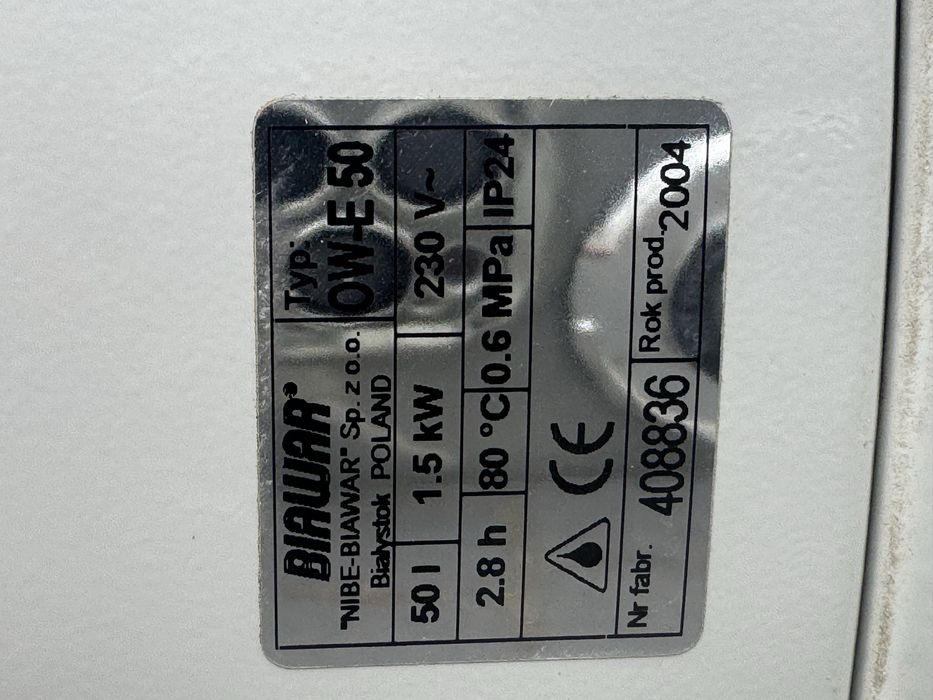 BIAWAR®
"NIBE-BIAWAR" Sp. z o.o.
Białystok POLAND
Typ.
OW-E 50
50 l
1.5 kW
230 V~
2.8 h
80 °C
0.6 MPa
IP24
CE
Nr fabr.
408836
Rok prod.
2004